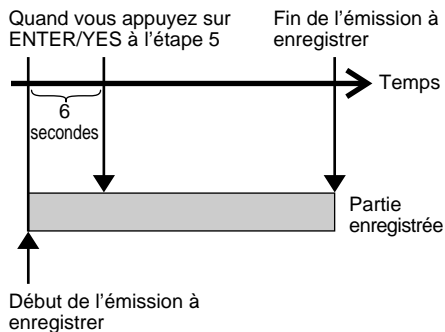 Quand vous appuyez sur
ENTER/YES à l’étape 5
Fin de l’émission à
enregistrer
Temps
6
secondes
Partie
enregistrée
Début de l’émission à
enregistrer